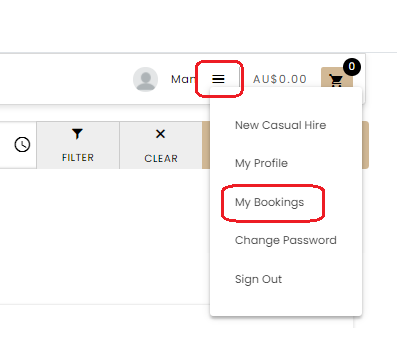 0
Man
AU$0.00
New Casual Hire
FILTER
CLEAR
My Profile
My Bookings
Change Password
Sign Out